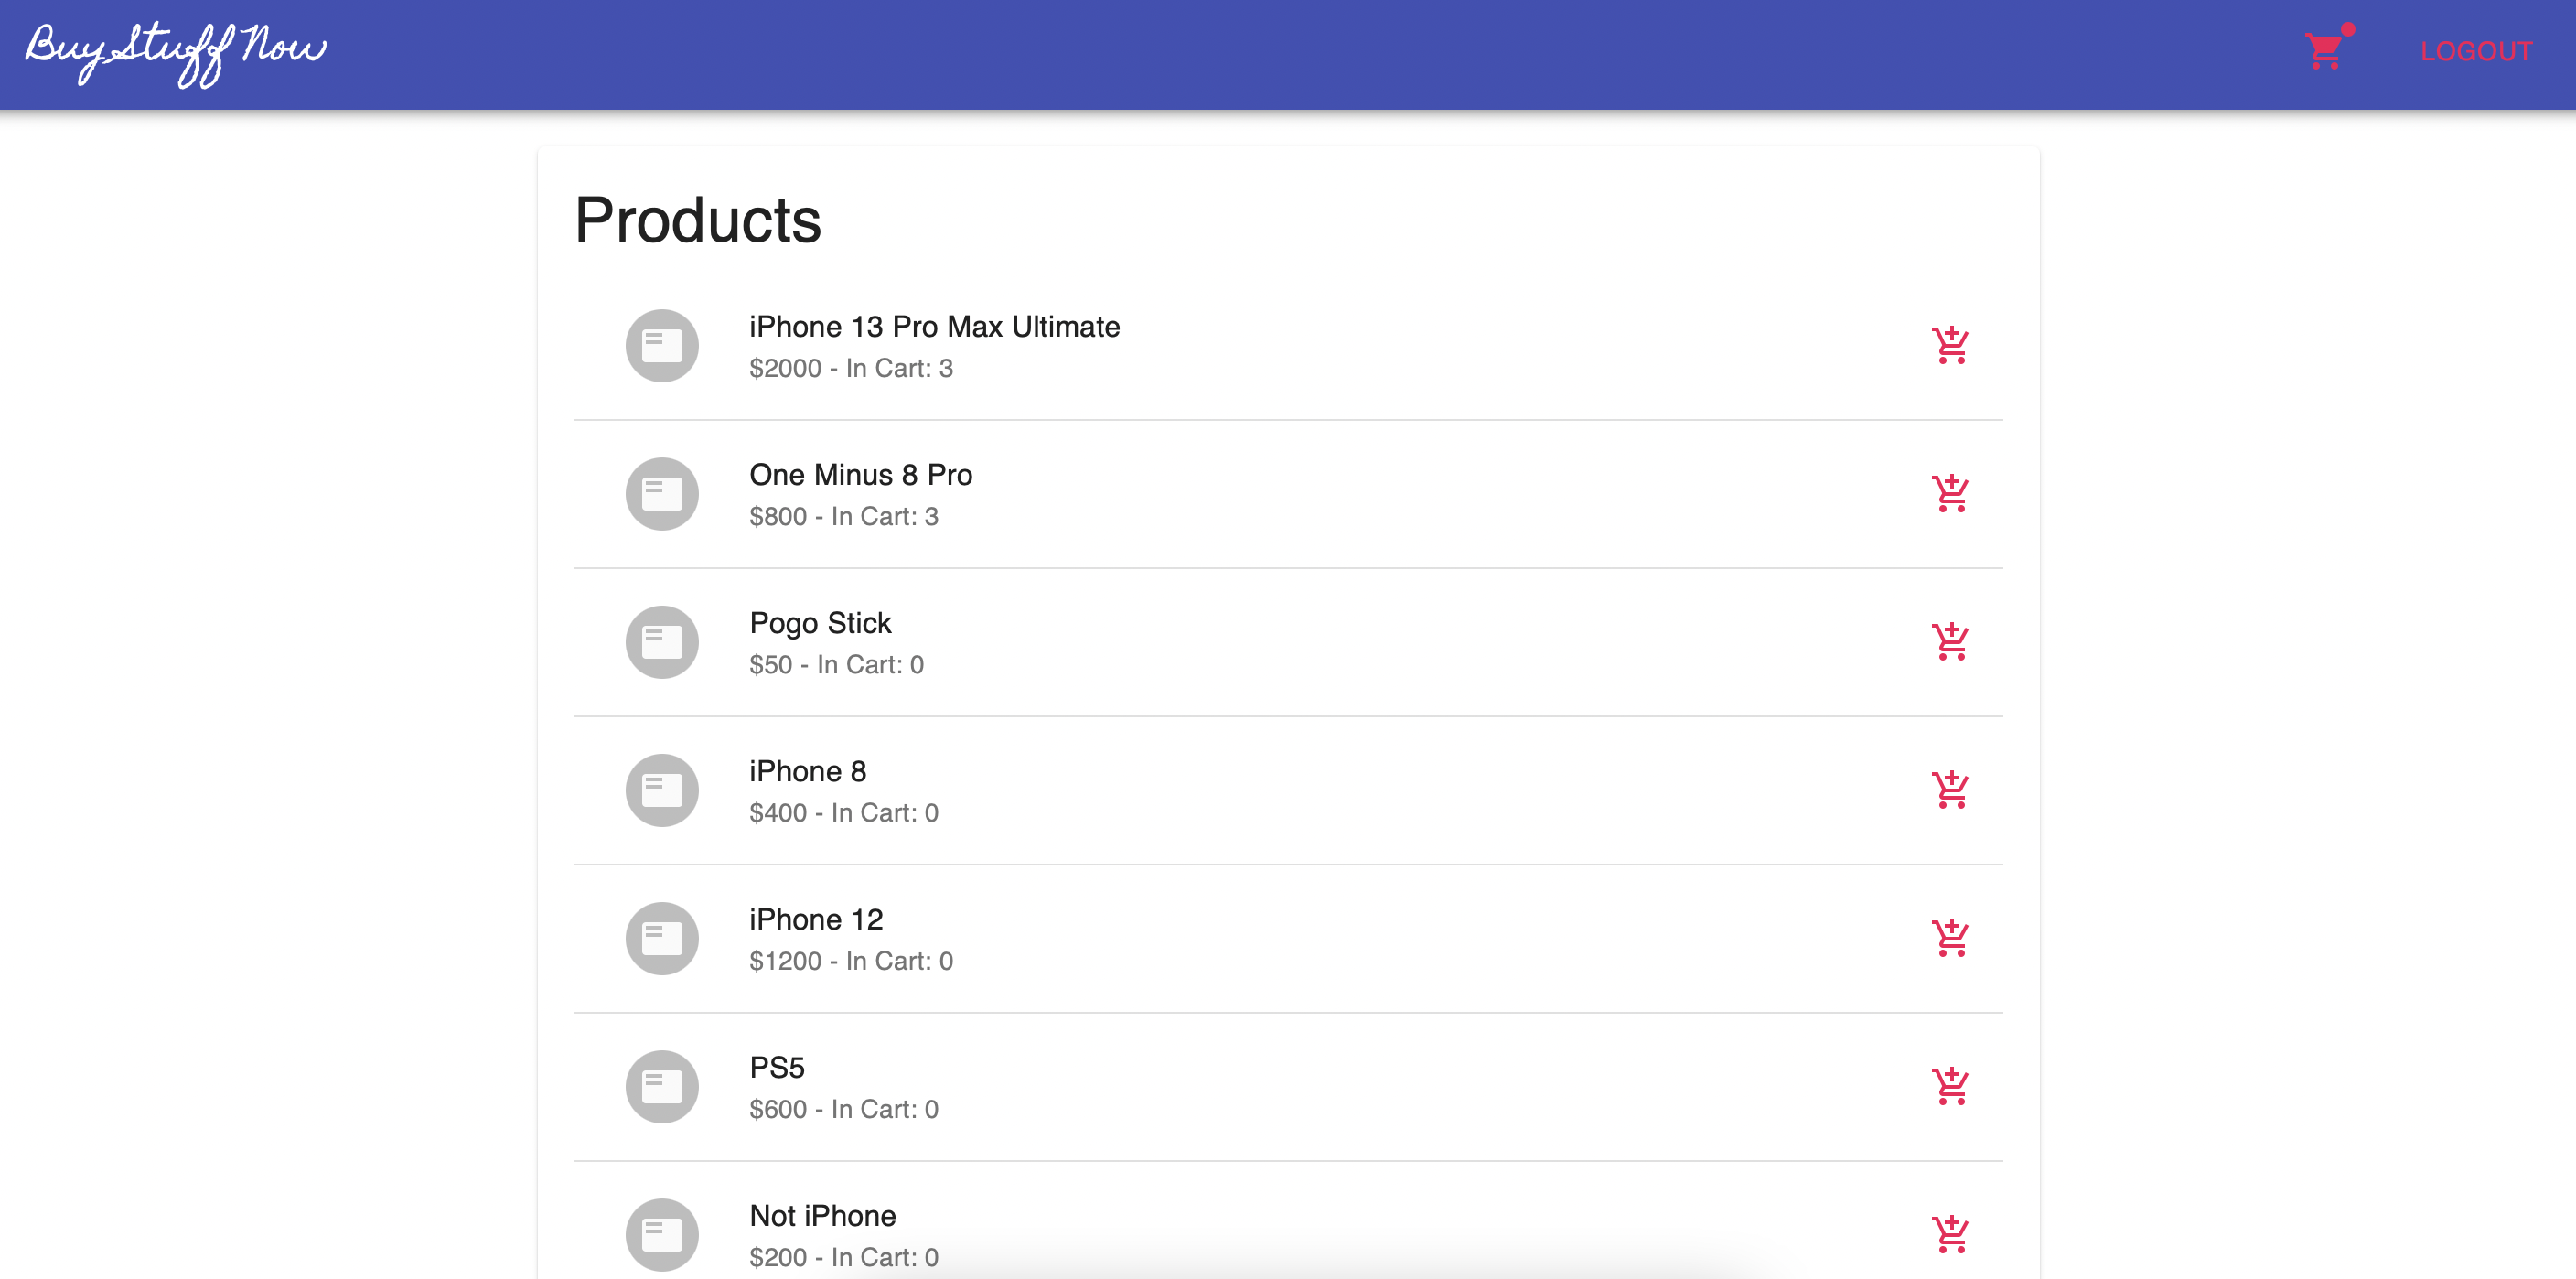 Buy Stuff Now
LOGOUT
Products
iPhone 13 Pro Max Ultimate
$2000 - In Cart: 3
One Minus 8 Pro
$800 - In Cart: 3
Pogo Stick
$50 - In Cart: 0
iPhone 8
$400 - In Cart: 0
iPhone 12
$1200 - In Cart: 0
PS5
$600 - In Cart: 0
Not iPhone
$200 - In Cart: 0